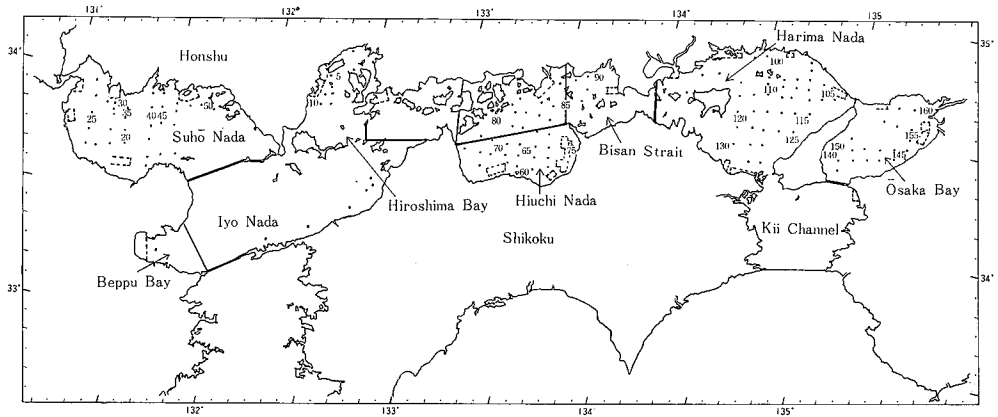 131° 132° 133° 134° 135°
34° 35°
Honshu
Harima Nada
5 90 100
10 110
30 50 105
35 85 160
25 40 45 80 120 115
20 155
Suhō Nada 70 65 75 130 125 150 145
60 140
Bisan Strait
Hiroshima Bay Hiuchi Nada Ōsaka Bay
Iyo Nada Kii Channel
Shikoku
Beppu Bay
33° 34°
132° 133° 134° 135°